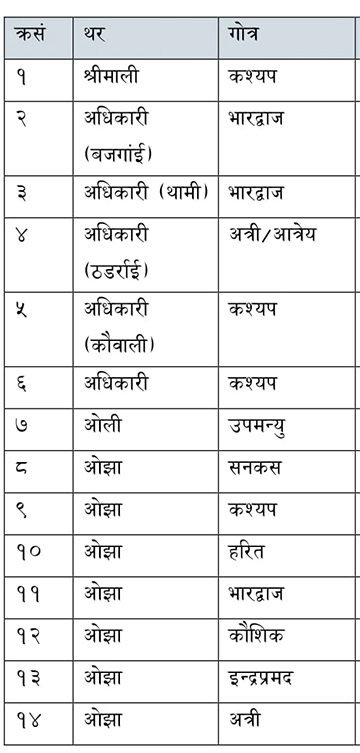 क्रसं थर गोत्र
१ श्रीमाली कश्यप
२ अधिकारी भारद्वाज
(बजगांई)
३ अधिकारी (थामी) भारद्वाज
४ अधिकारी अत्री/आत्रेय
(ठडर्राई)
५ अधिकारी कश्यप
(कौवाली)
६ अधिकारी कश्यप
७ ओली उपमन्यु
८ ओझा सनकस
९ ओझा कश्यप
१० ओझा हरित
११ ओझा भारद्वाज
१२ ओझा कौशिक
१३ ओझा इन्द्रप्रमद
१४ ओझा अत्री